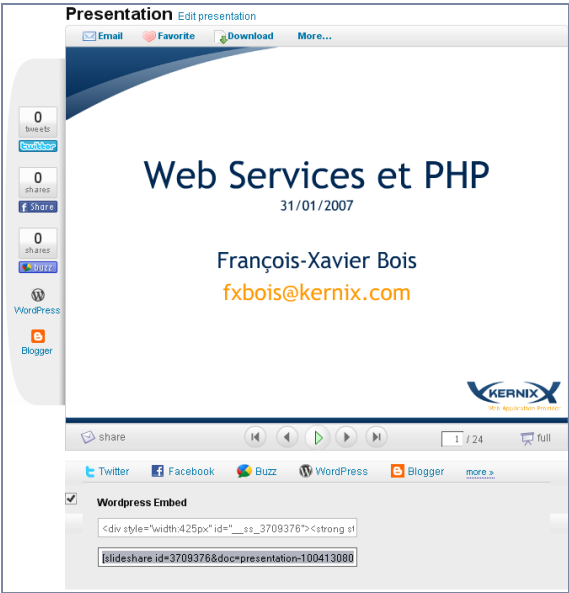 Presentation Edit presentation
Email Favorite Download More...
0
tweets
twitter
0
shares
f Share
0
shares
buzz
WordPress
Blogger
Web Services et PHP
31/01/2007
François-Xavier Bois
fxbois@kernix.com
KERNIX
Web Application Provider
share 1 / 24 full
Twitter Facebook Buzz WordPress Blogger more »
Wordpress Embed
<div style="width:425px" id="__ss_3709376"><strong st
[slideshare id=3709376&doc=presentation-100413080